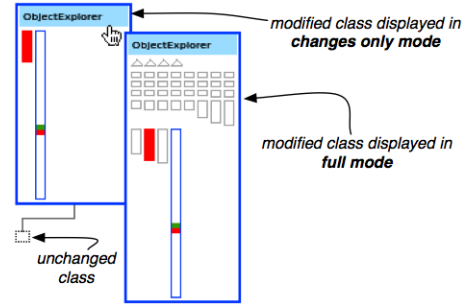 ObjectExplorer
modified class displayed in
changes only mode
ObjectExplorer
modified class displayed in
full mode
unchanged
class